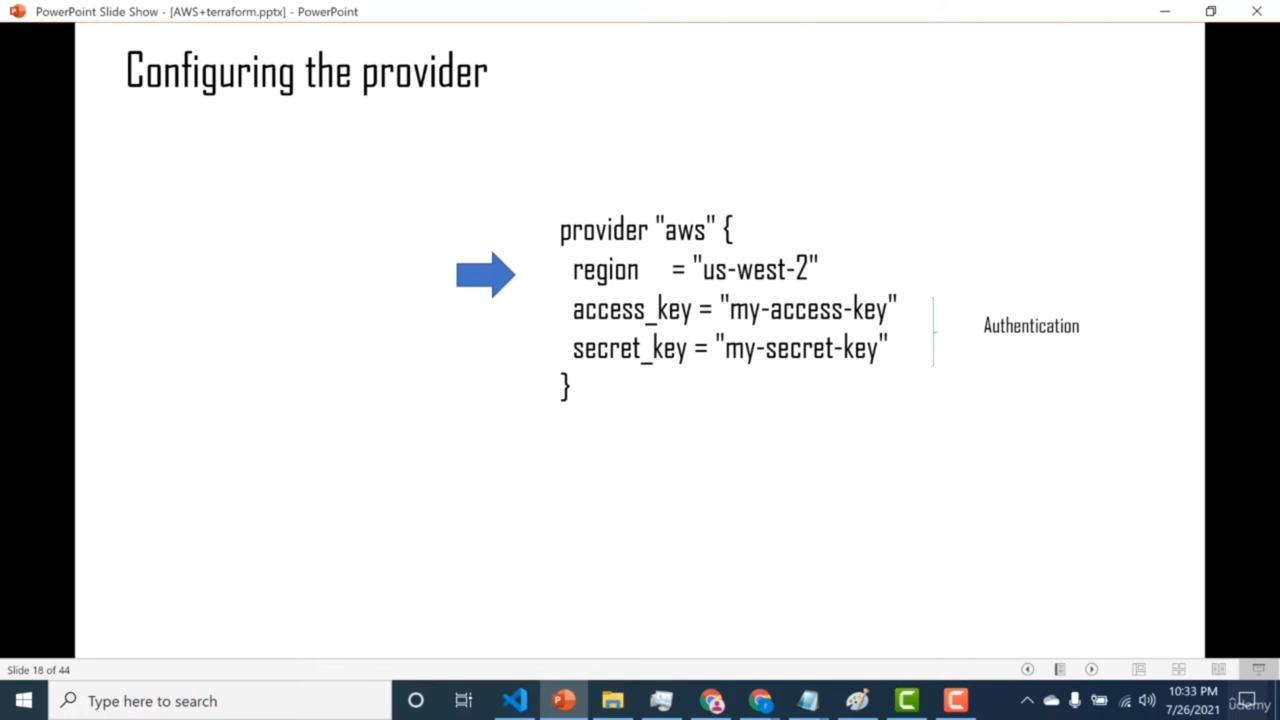 PowerPoint Slide Show - [AWS+terraform.pptx] - PowerPoint
Configuring the provider
provider "aws" {
region = "us-west-2"
access_key = "my-access-key"
secret_key = "my-secret-key"
}
Authentication
Slide 18 of 44
Type here to search
10:33 PM
7/26/2021
udemy